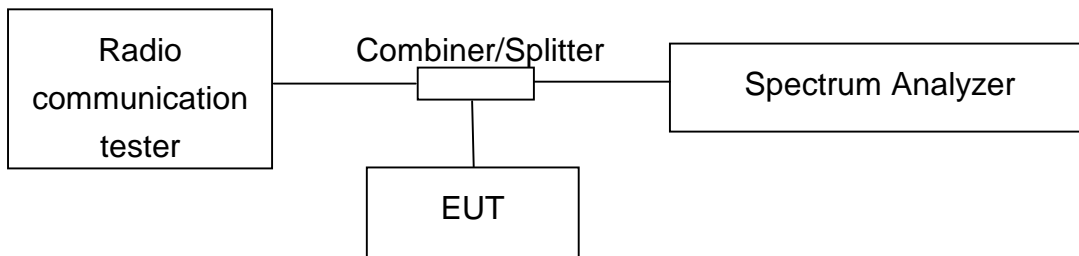 Radio
communication
tester
Combiner/Splitter
Spectrum Analyzer
EUT